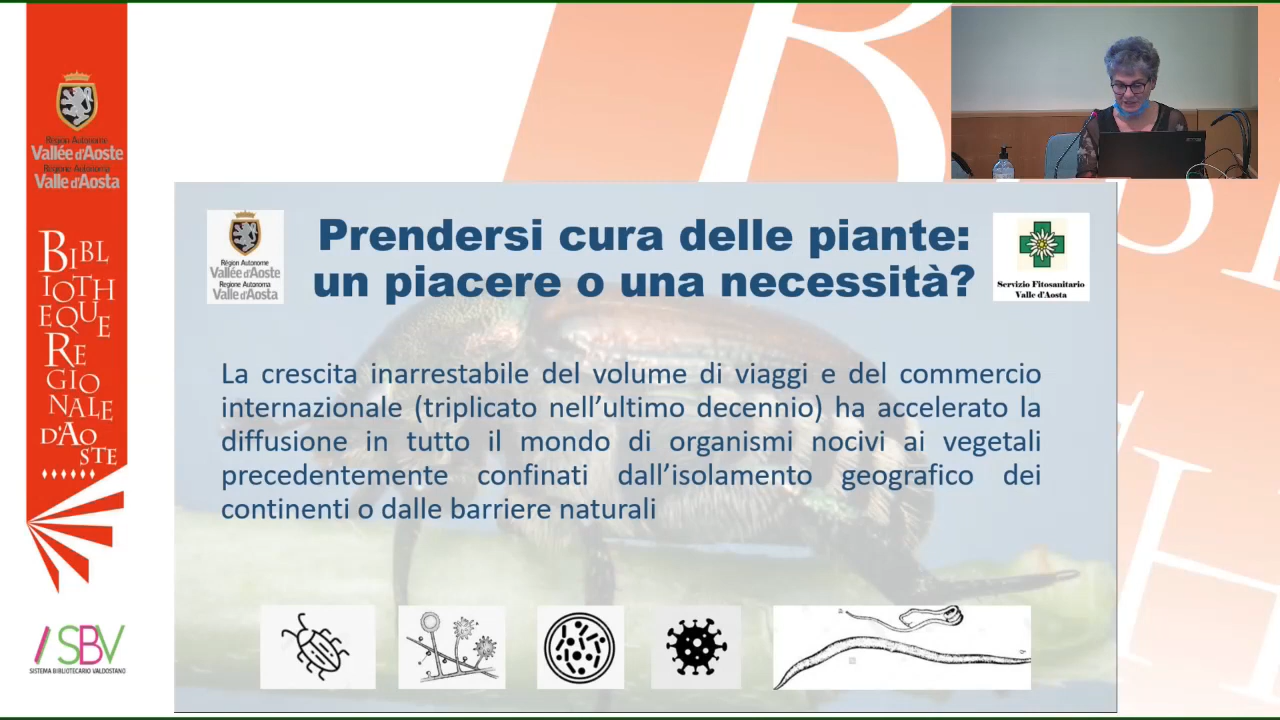 Région Autonome
Vallée d'Aoste
Regione Autonoma
Valle d'Aosta
BIBL
IOTH
EQUE
RE
GIO
NALE
D'AO
STE
SBV
SISTEMA BIBLIOTECARIO VALDOSTANO
Région Autonome
Vallée d'Aoste
Regione Autonoma
Valle d'Aosta
Prendersi cura delle piante:
un piacere o una necessità?
Servizio Fitosanitario
Valle d'Aosta
La crescita inarrestabile del volume di viaggi e del commercio
internazionale (triplicato nell'ultimo decennio) ha accelerato la
diffusione in tutto il mondo di organismi nocivi ai vegetali
precedentemente confinati dall'isolamento geografico dei
continenti o dalle barriere naturali